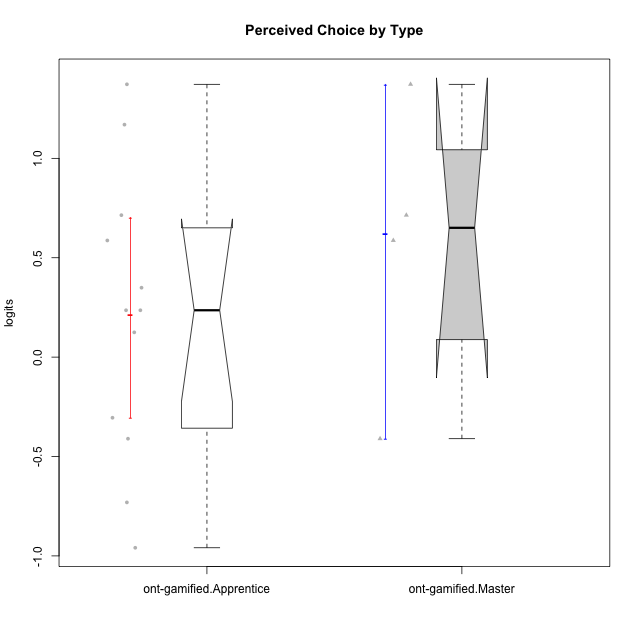 Perceived Choice by Type
logits
1.0
0.5
0.0
-0.5
-1.0
ont-gamified.Apprentice
ont-gamified.Master